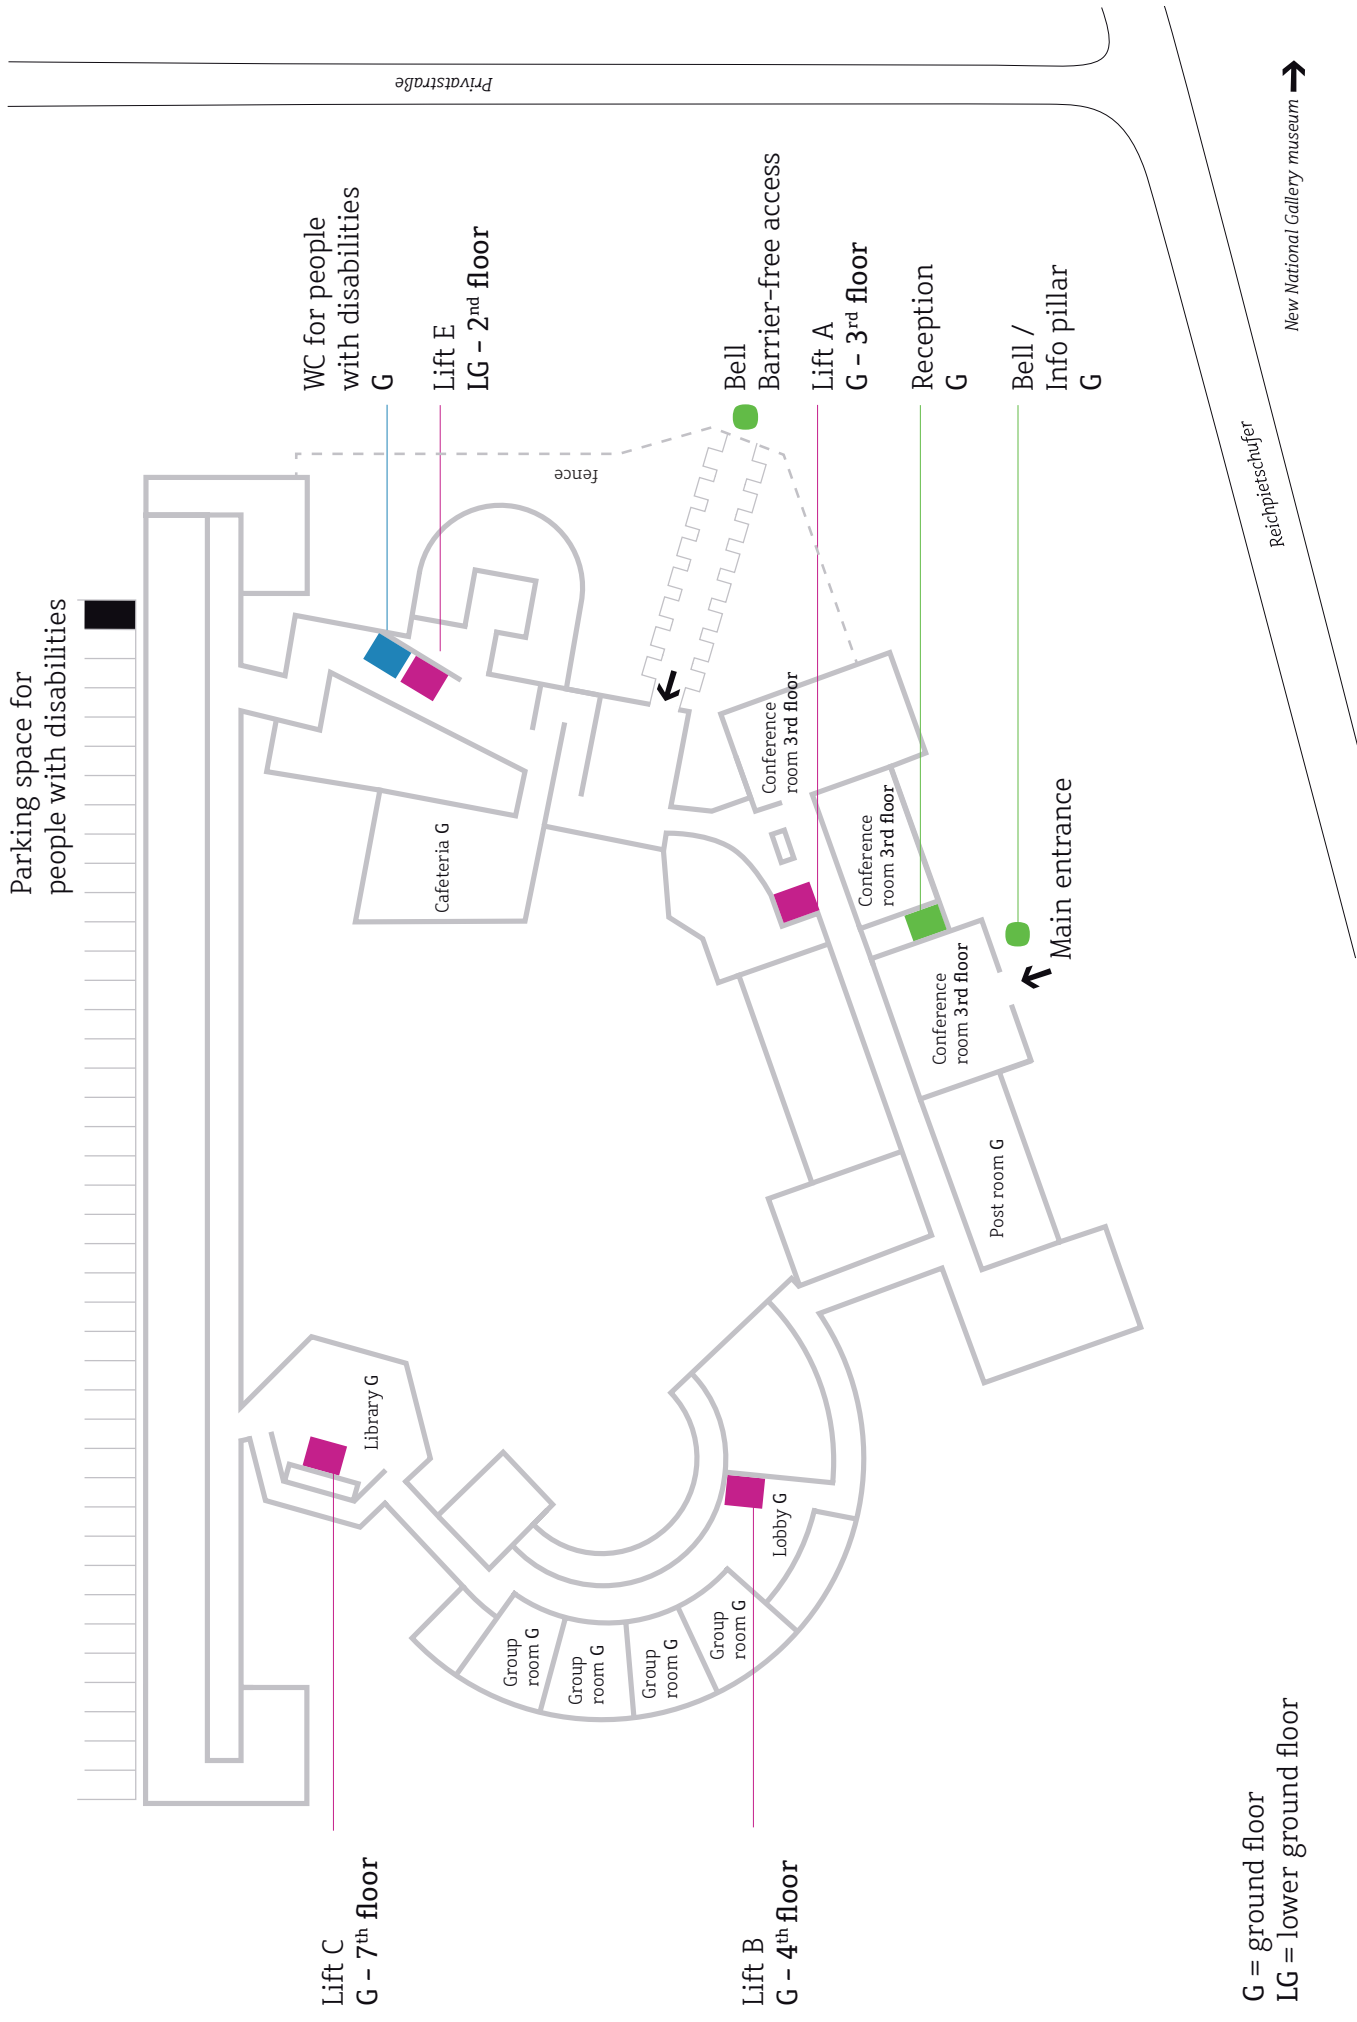 Parking space for
people with disabilities
WC for people
with disabilities
G
Lift E
LG – 2nd floor
Bell
Barrier-free access
Lift A
G – 3rd floor
Reception
G
Bell /
Info pillar
G
Privatstraße
New National Gallery museum →
Reichpietschufer
fence
Cafeteria G
Conference
room 3rd floor
Conference
room 3rd floor
Conference
room 3rd floor
Main entrance
Post room G
Library G
Lobby G
Group
room G
Group
room G
Group
room G
Group
room G
Lift C
G – 7th floor
Lift B
G – 4th floor
G = ground floor
LG = lower ground floor